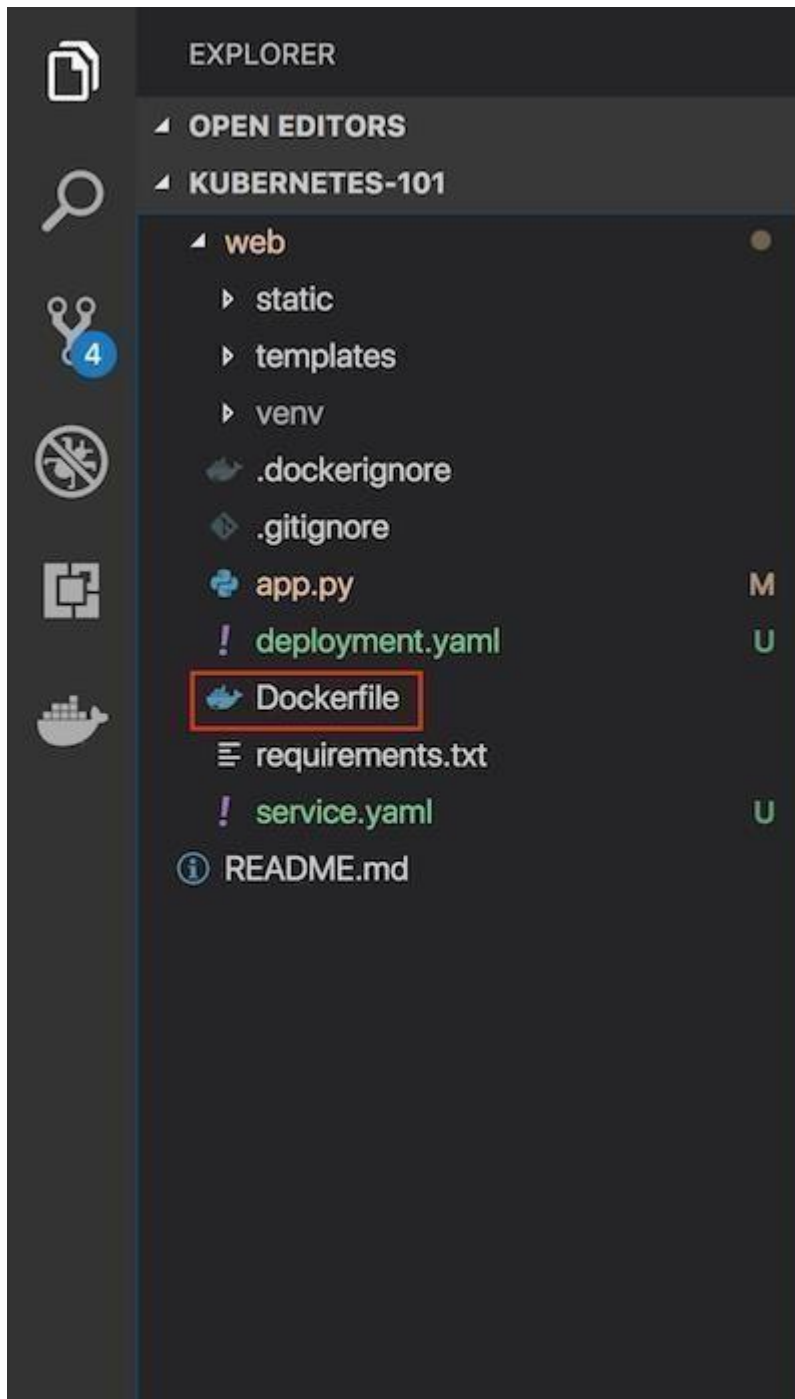 EXPLORER
OPEN EDITORS
KUBERNETES-101
web
static
templates
4
venv
.dockerignore
.gitignore
app.py M
deployment.yaml U
Dockerfile
requirements.txt
service.yaml U
README.md